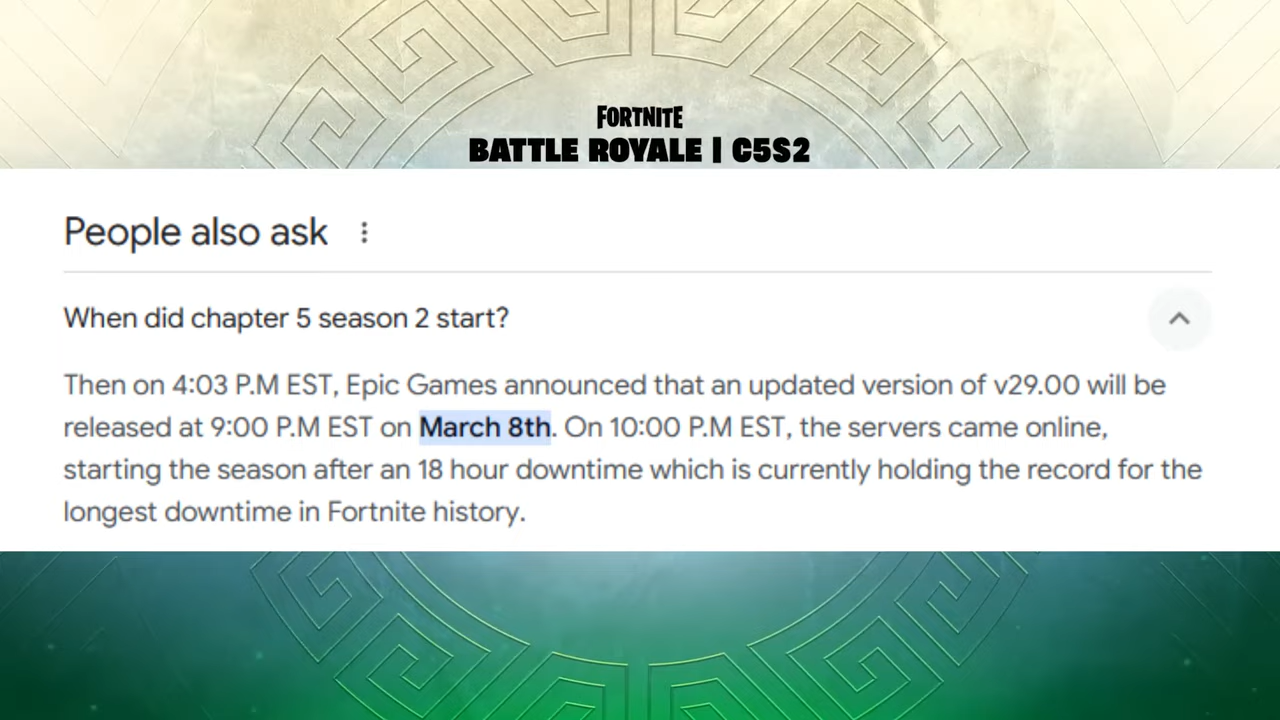 FORTNITE
BATTLE ROYALE | C5S2
People also ask
When did chapter 5 season 2 start?
Then on 4:03 P.M EST, Epic Games announced that an updated version of v29.00 will be
released at 9:00 P.M EST on March 8th. On 10:00 P.M EST, the servers came online,
starting the season after an 18 hour downtime which is currently holding the record for the
longest downtime in Fortnite history.